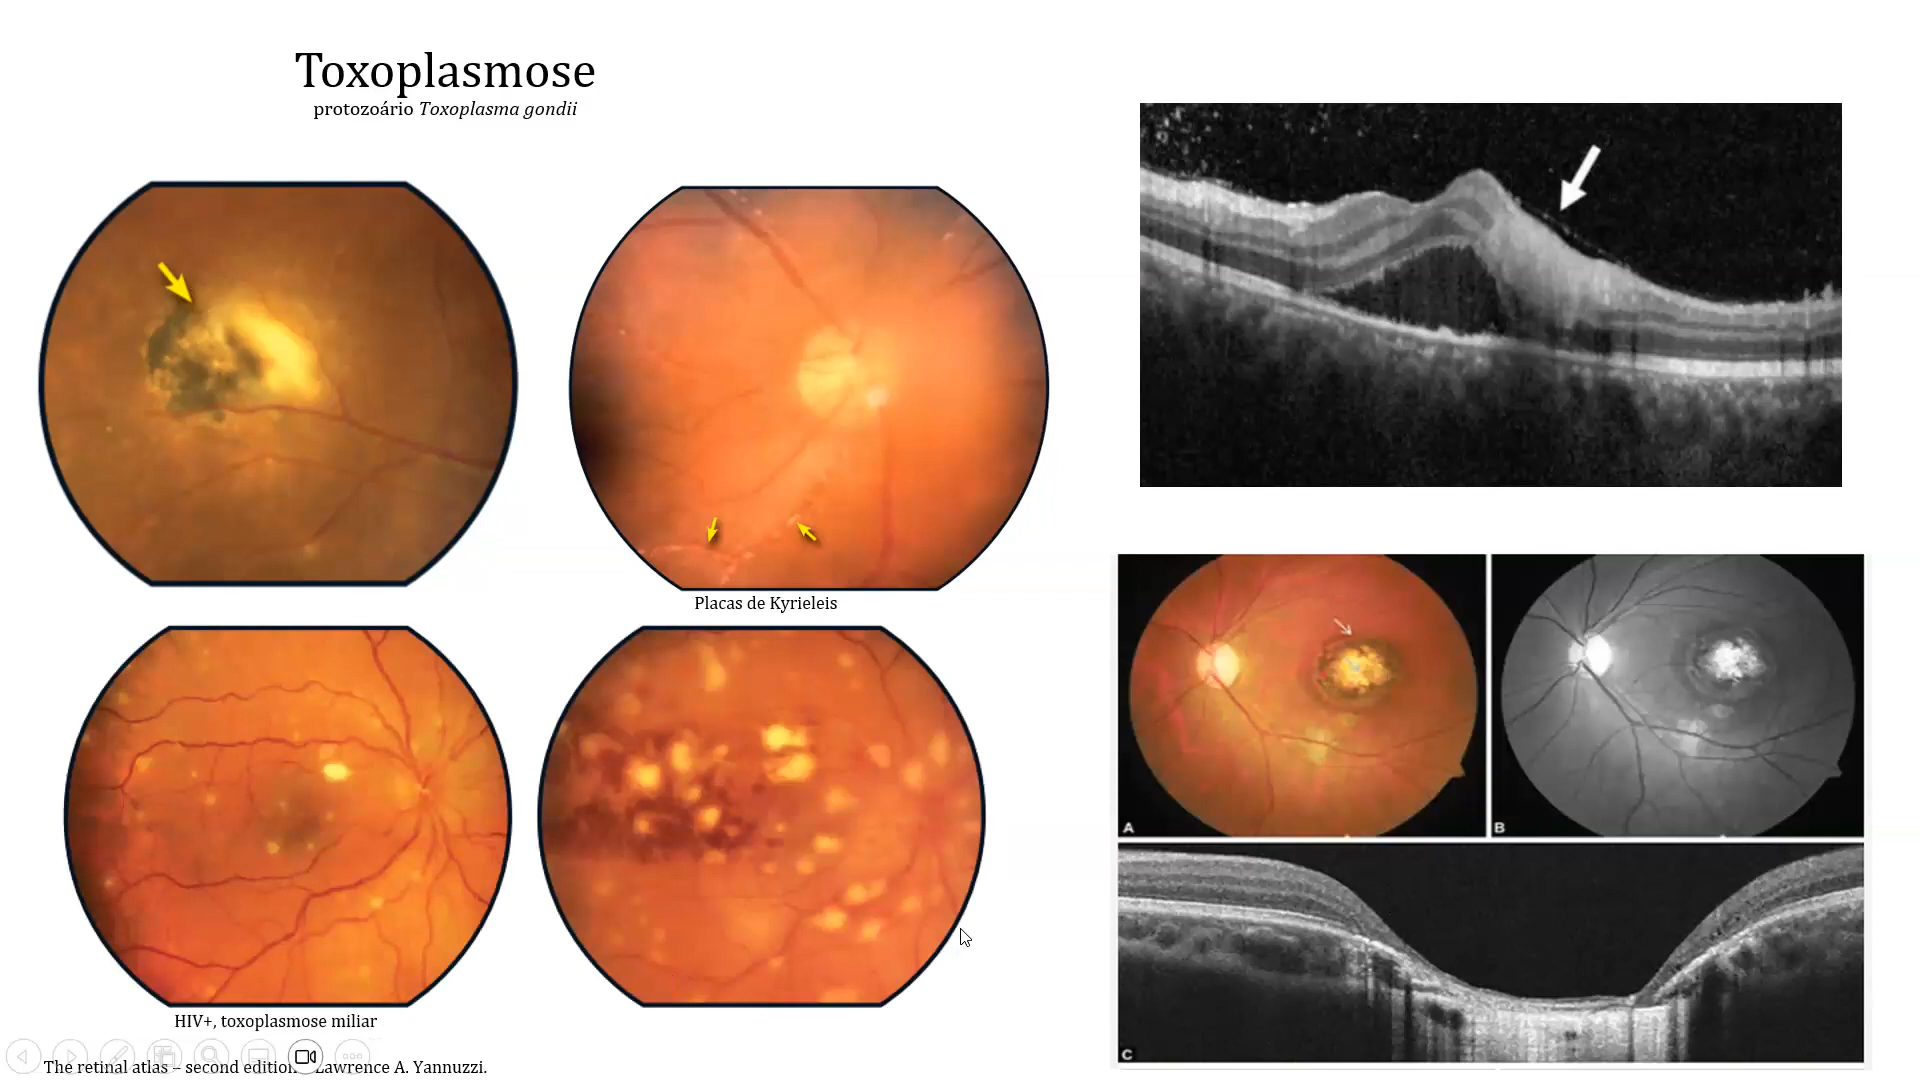 Toxoplasmose
protozoário Toxoplasma gondii
Placas de Kyrieleis
HIV+, toxoplasmose miliar
A
B
C
The retinal atlas – second edition Lawrence A. Yannuzzi.